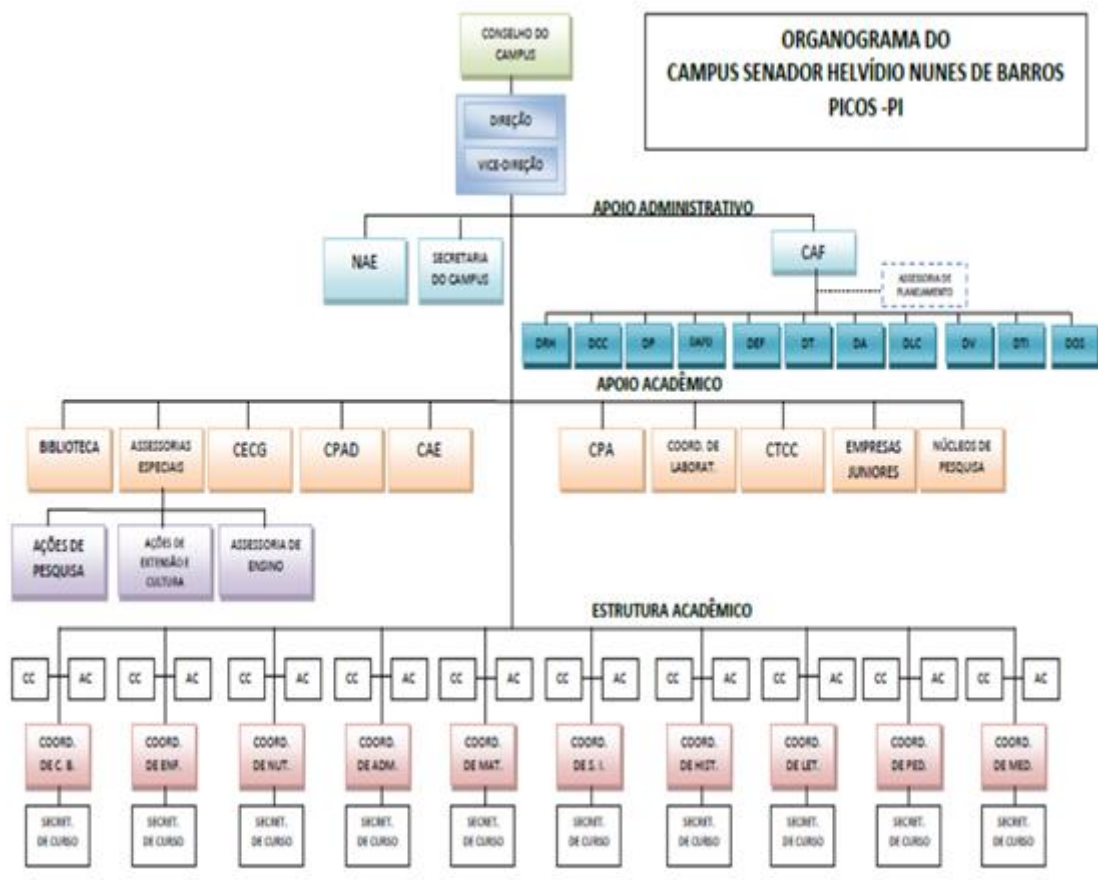 CONSELHO DO
CAMPUS
ORGANOGRAMA DO
CAMPUS SENADOR HELVÍDIO NUNES DE BARROS
PICOS -PI
DIREÇÃO
VICE-DIREÇÃO
APOIO ADMINISTRATIVO
NAE
SECRETARIA
DO CAMPUS
CAF
ASSESSORIA DE
PLANEJAMENTO
DRH
DCC
DP
DEF
DT
DA
DLC
DV
DTI
DOS
APOIO ACADÊMICO
BIBLIOTECA
ASSESSORIAS
ESPECIAIS
CECG
CPAD
CAE
CPA
COORD. DE
LABORAT.
CTCC
EMPRESAS
JUNIORES
NÚCLEOS DE
PESQUISA
AÇÕES DE
PESQUISA
AÇÕES DE
EXTENSÃO E
CULTURA
ASSESSORIA DE
ENSINO
ESTRUTURA ACADÊMICO
CC AC CC AC CC AC CC AC CC AC CC AC CC AC CC AC CC AC CC AC
COORD.
DE C. B.
COORD.
DE ENF.
COORD.
DE NUT.
COORD.
DE ADM.
COORD.
DE MAT.
COORD.
DE S. I.
COORD.
DE HIST.
COORD.
DE LET.
COORD.
DE PED.
COORD.
DE MED.
SECRET.
DE CURSO
SECRET.
DE CURSO
SECRET.
DE CURSO
SECRET.
DE CURSO
SECRET.
DE CURSO
SECRET.
DE CURSO
SECRET.
DE CURSO
SECRET.
DE CURSO
SECRET.
DE CURSO
SECRET.
DE CURSO